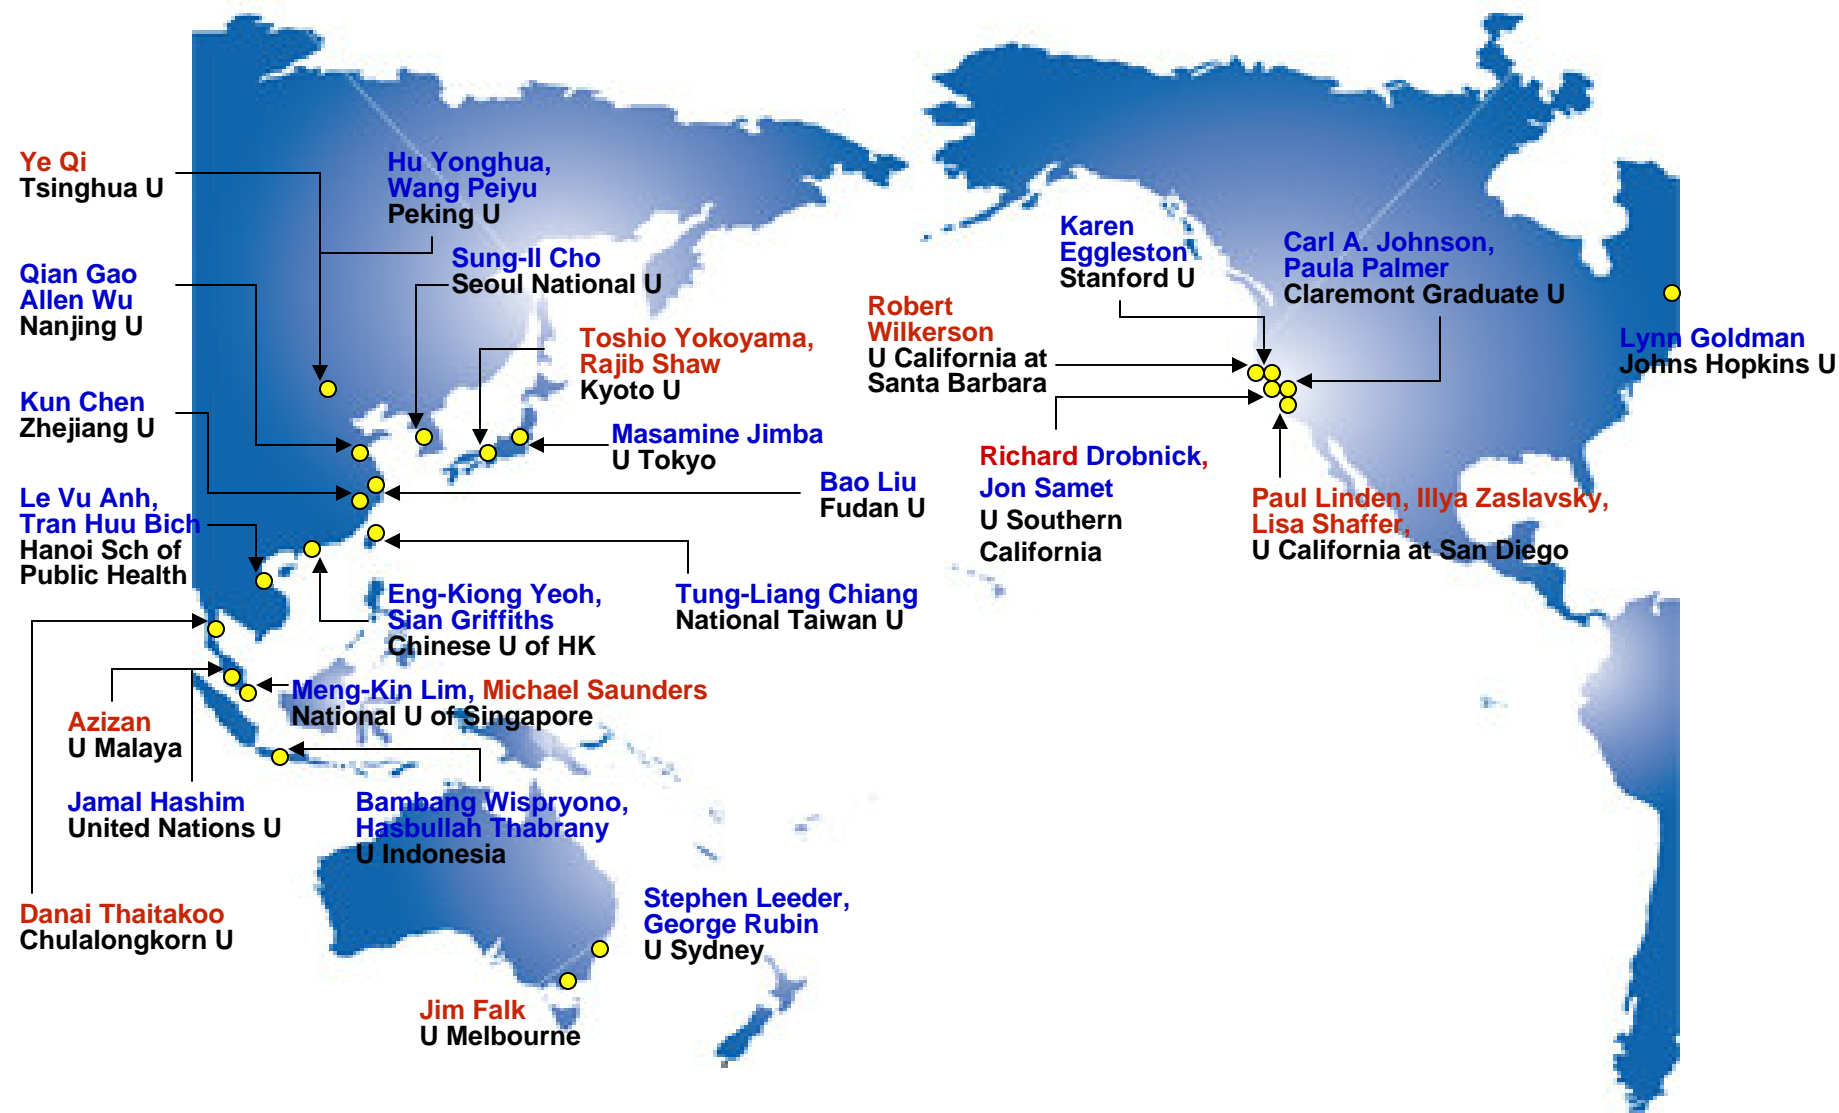 Ye Qi
Tsinghua U
Hu Yonghua,
Wang Peiyu
Peking U
Qian Gao
Allen Wu
Nanjing U
Sung-Il Cho
Seoul National U
Toshio Yokoyama,
Rajib Shaw
Kyoto U
Kun Chen
Zhejiang U
Masamine Jimba
U Tokyo
Bao Liu
Fudan U
Le Vu Anh,
Tran Huu Bich
Hanoi Sch of
Public Health
Eng-Kiong Yeoh,
Sian Griffiths
Chinese U of HK
Tung-Liang Chiang
National Taiwan U
Meng-Kin Lim, Michael Saunders
National U of Singapore
Azizan
U Malaya
Jamal Hashim
United Nations U
Bambang Wispryono,
Hasbullah Thabrany
U Indonesia
Danai Thaitakoo
Chulalongkorn U
Stephen Leeder,
George Rubin
U Sydney
Jim Falk
U Melbourne
Karen
Eggleston
Stanford U
Carl A. Johnson,
Paula Palmer
Claremont Graduate U
Robert
Wilkerson
U California at
Santa Barbara
Lynn Goldman
Johns Hopkins U
Richard Drobnick,
Jon Samet
U Southern
California
Paul Linden, Illya Zaslavsky,
Lisa Shaffer,
U California at San Diego